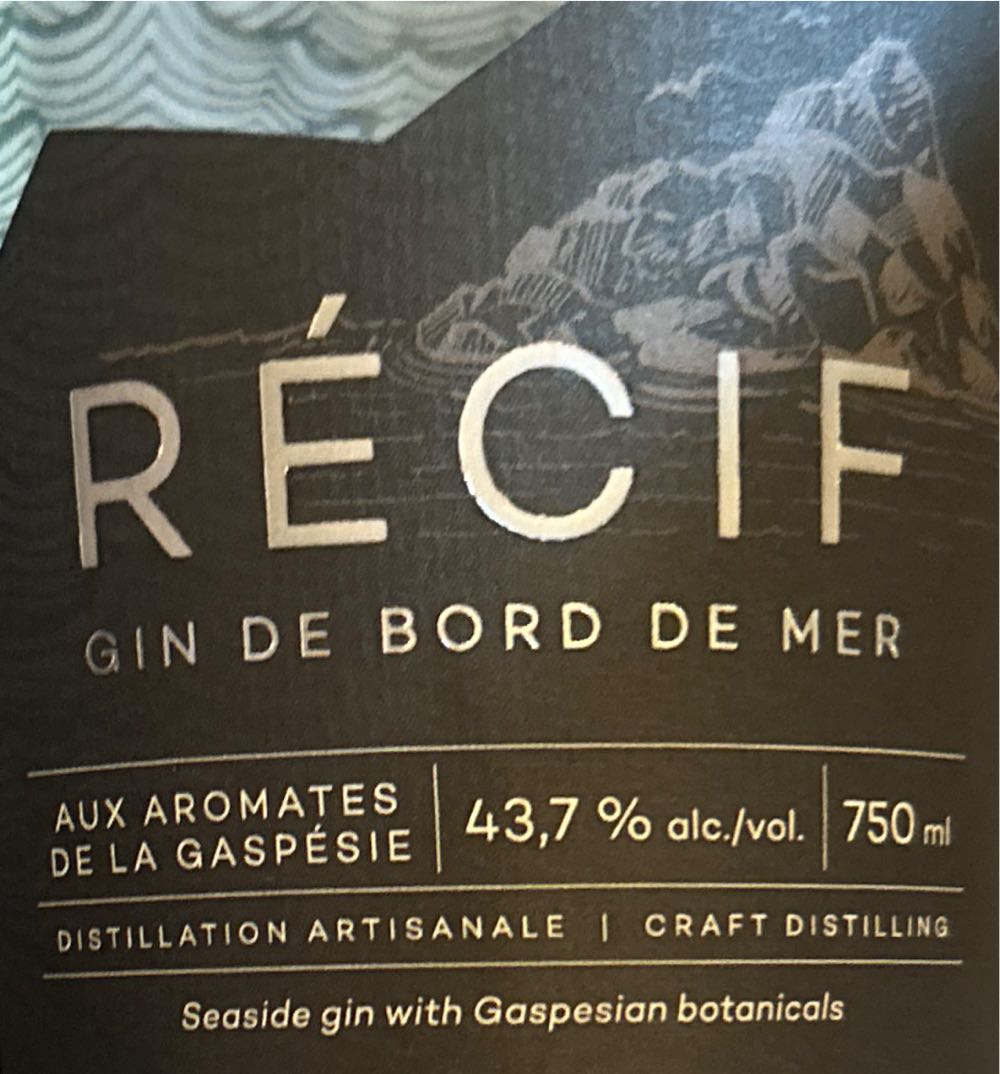 RÉCIF
GIN DE BORD DE MER
AUX AROMATES
DE LA GASPÉSIE
43,7 % alc./vol.
750 ml
DISTILLATION ARTISANALE | CRAFT DISTILLING
Seaside gin with Gaspesian botanicals